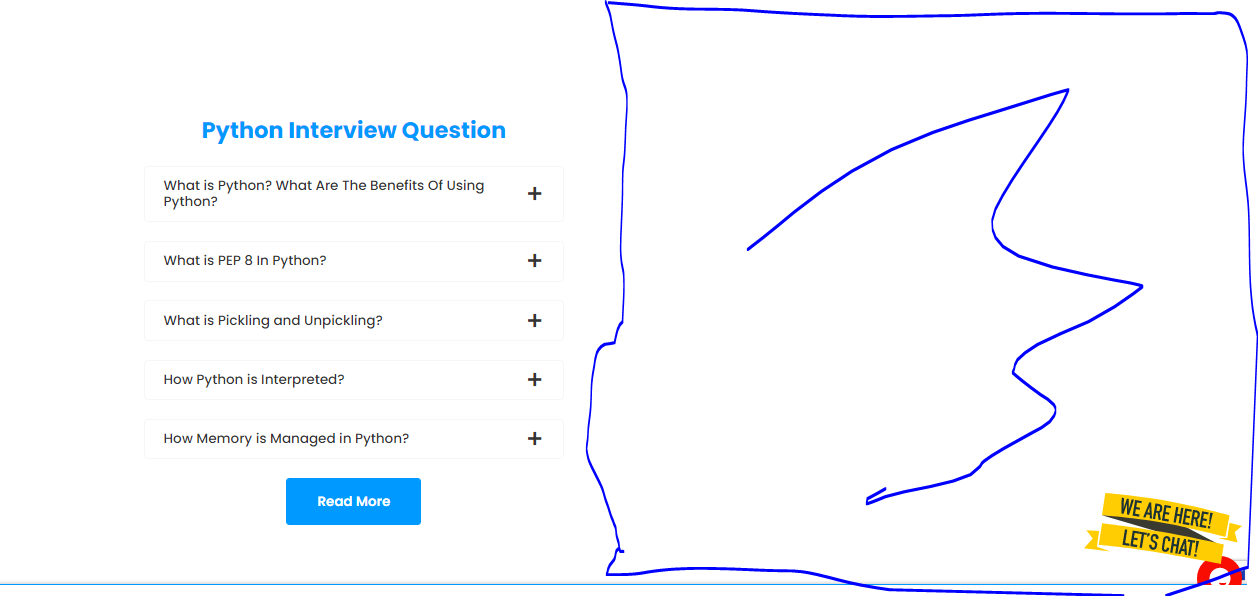 Python Interview Question
What is Python? What Are The Benefits Of Using
Python?
What is PEP 8 In Python?
What is Pickling and Unpickling?
How Python is Interpreted?
How Memory is Managed in Python?
Read More
WE ARE HERE!
LET'S CHAT!